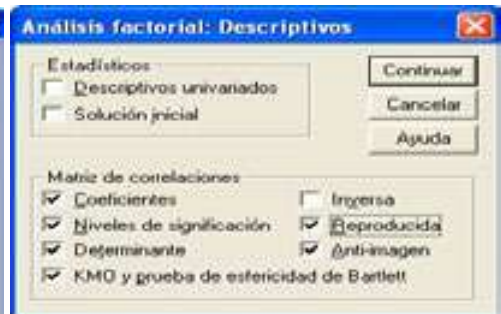 Análisis factorial: Descriptivos
Estadísticos
Descriptivos univariados
Solución inicial
Continuar
Cancelar
Ayuda
Matriz de correlaciones
Coeficientes
Inversa
Niveles de significación
Reproducida
Determinante
Anti-imagen
KMO y prueba de esfericidad de Bartlett